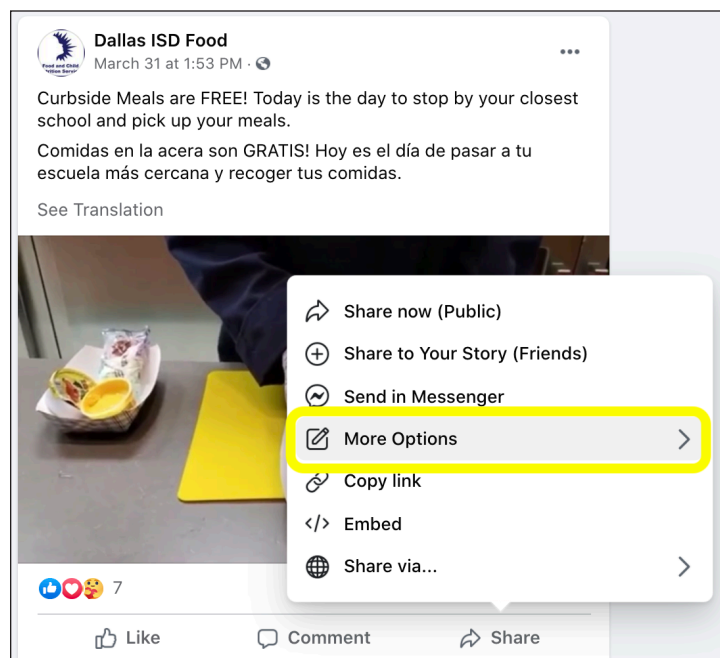 Dallas ISD Food
March 31 at 1:53 PM ·
Curbside Meals are FREE! Today is the day to stop by your closest
school and pick up your meals.
Comidas en la acera son GRATIS! Hoy es el día de pasar a tu
escuela más cercana y recoger tus comidas.
See Translation
Share now (Public)
Share to Your Story (Friends)
Send in Messenger
More Options
Copy link
Embed
Share via...
7
Like
Comment
Share